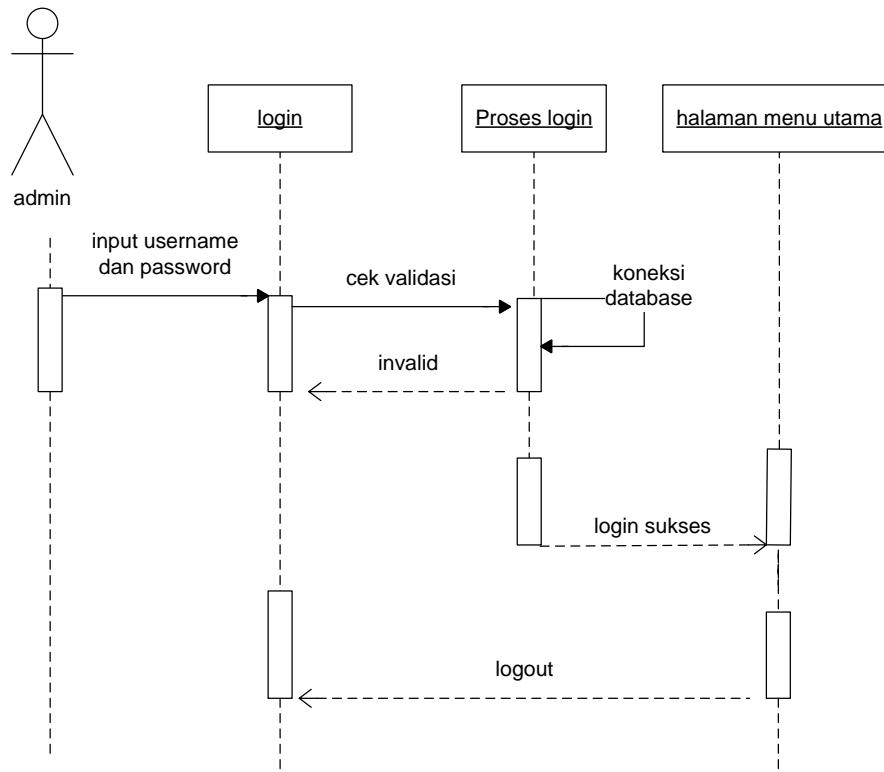 login
Proses login
halaman menu utama
admin
input username
dan password
cek validasi
koneksi
database
invalid
login sukses
logout